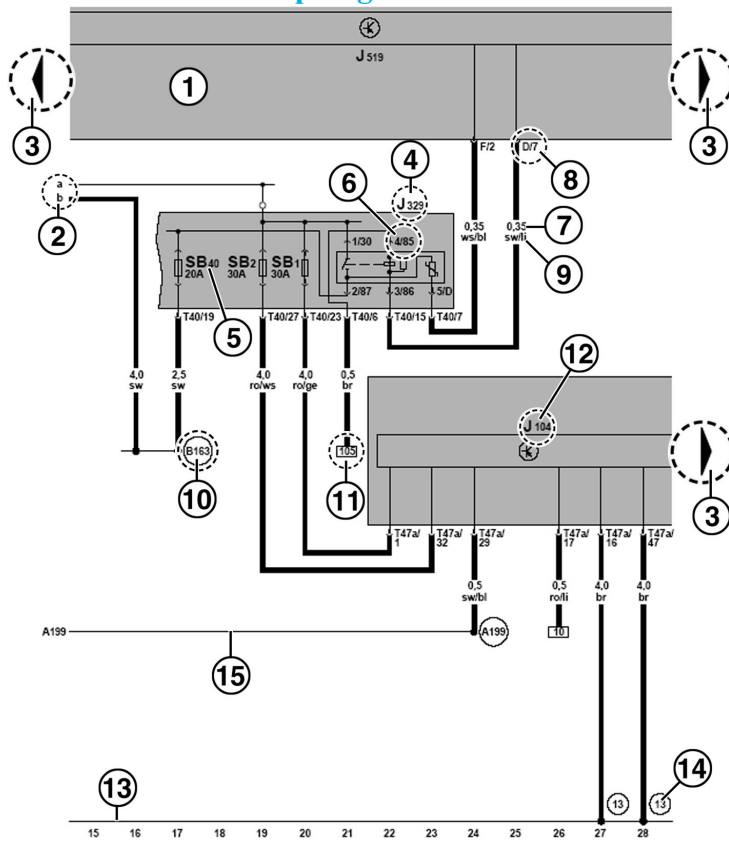 J 519
1
3
3
F/2
D/7
8
4
6
J 329
a
b
2
0,35
ws/bl
0,35
sw/li
7
9
1/30
4/85
SB40
20A
SB2
30A
SB1
30A
2/87
3/86
5/D
T40/19
5
T40/27
T40/23
T40/6
T40/15
T40/7
4,0
sw
2,5
sw
4,0
ro/ws
4,0
ro/ge
0,5
br
12
J 104
B163
10
105
11
3
T47a/
1
T47a/
32
T47a/
29
T47a/
17
T47a/
16
T47a/
47
0,5
sw/bl
0,5
ro/li
4,0
br
4,0
br
A199
A199
10
15
13
13
13
14
15 16 17 18 19 20 21 22 23 24 25 26 27 28